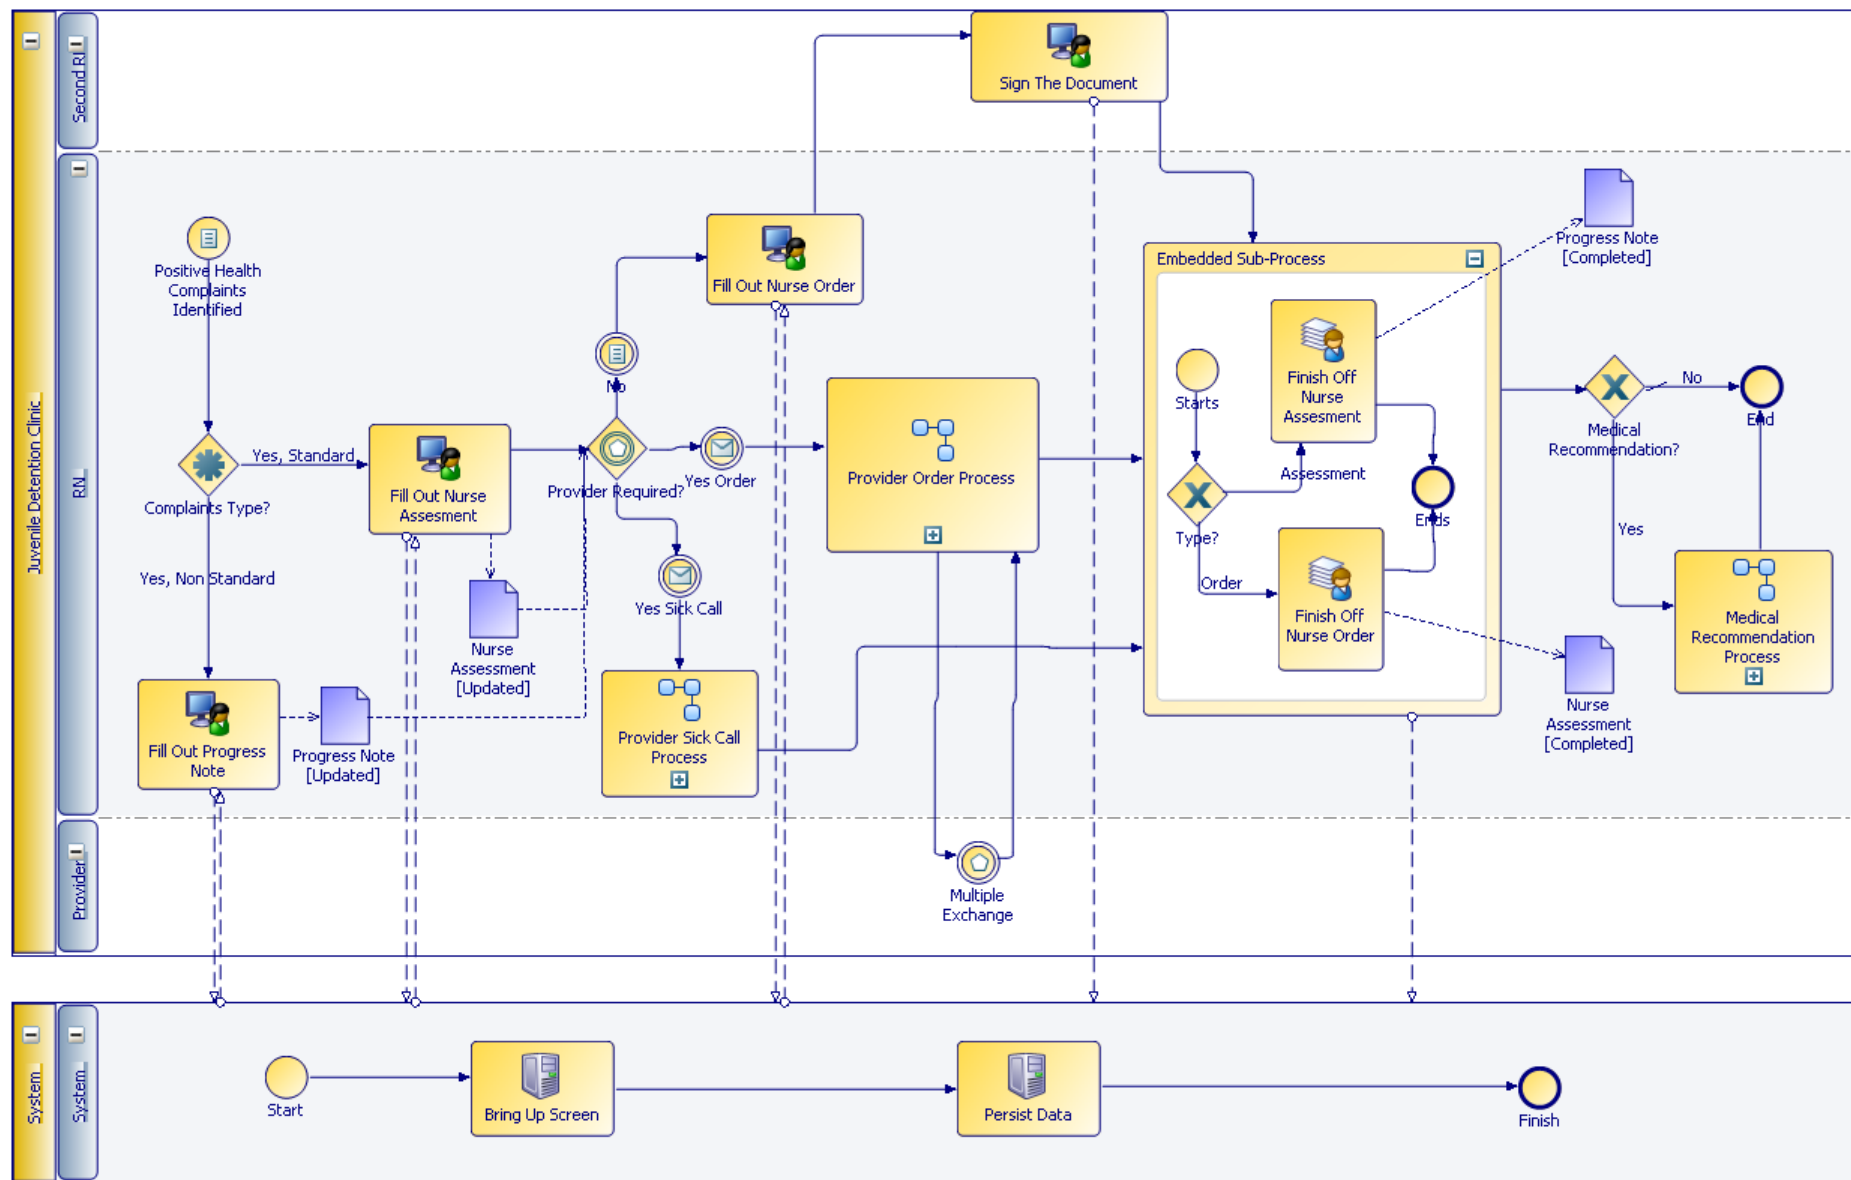 Juvenile Detention Clinic
Second RI
Sign The Document
RN
Positive Health
Complaints
Identified
Complaints Type?
Yes, Standard
Yes, Non Standard
Fill Out Nurse
Assesment
Fill Out Progress
Note
Progress Note
[Updated]
Nurse
Assessment
[Updated]
Provider Required?
No
Yes Order
Yes Sick Call
Fill Out Nurse Order
Provider Order Process
Provider Sick Call
Process
Embedded Sub-Process
Starts
Type?
Assessment
Order
Finish Off
Nurse
Assesment
Finish Off
Nurse Order
Ends
Progress Note
[Completed]
Nurse
Assessment
[Completed]
Medical
Recommendation?
No
Yes
End
Medical
Recommendation
Process
Provider
Multiple
Exchange
System
System
Start
Bring Up Screen
Persist Data
Finish